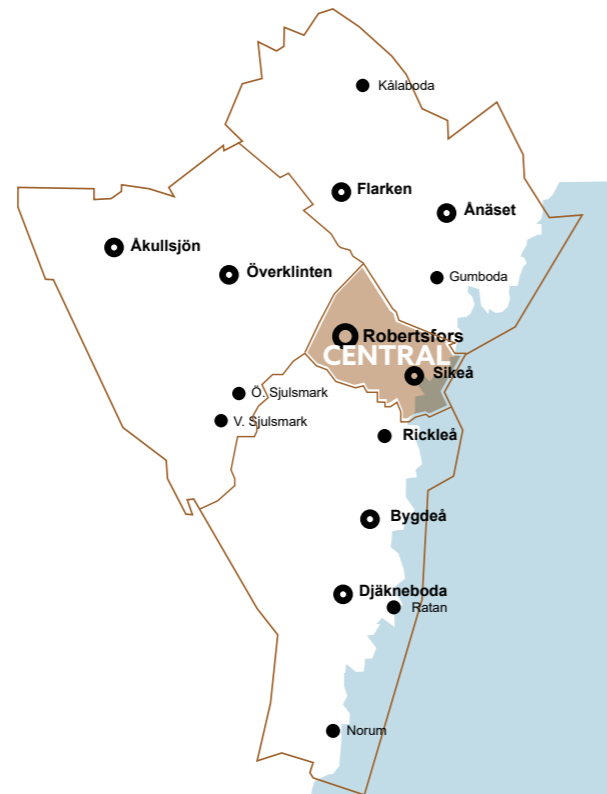 Kålaboda
Flarken
Ånäset
Åkullsjön
Överklinten
Gumboda
Robertsfors
CENTRAL
Sikeå
Ö. Sjulsmark
V. Sjulsmark
Rickleå
Bygdeå
Djäkneboda
Ratan
Norum